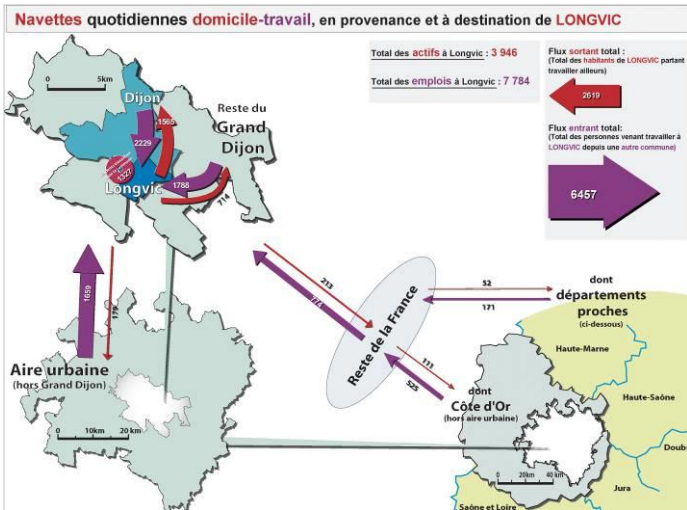 Navettes quotidiennes domicile-travail, en provenance et à destination de LONGVIC
Total des actifs à Longvic : 3 946
Total des emplois à Longvic : 7 784
Flux sortant total :
(Total des habitants de LONGVIC partant
travailler ailleurs)
2619
Flux entrant total:
(Total des personnes venant travailler à
LONGVIC depuis une autre commune)
6457
0
5km
Dijon
Reste du
Grand
Dijon
1565
2229
1327
Longvic
1788
714
1659
179
213
774
Reste de la France
52
171
dont
départements
proches
(ci-dessous)
111
525
dont
Côte d'Or
(hors aire urbaine)
Aire urbaine
(hors Grand Dijon)
0
10km
20 km
Haute-Marne
Haute-Saône
Doubs
Jura
Saône et Loire
0
20km
40 km